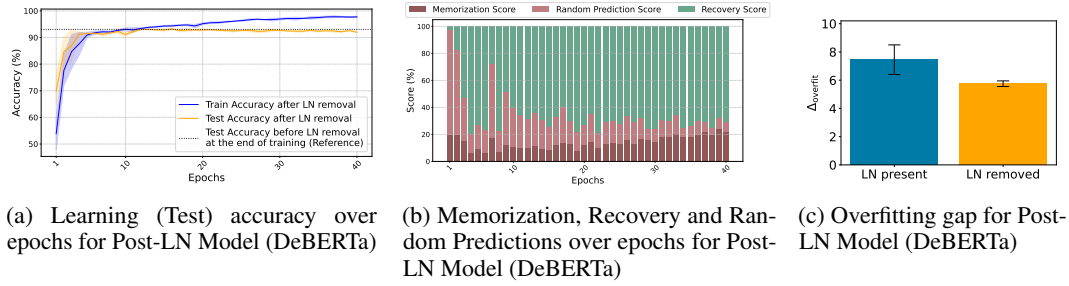 Accuracy (%)
100
90
80
70
60
50
Train Accuracy after LN removal
Test Accuracy after LN removal
Test Accuracy before LN removal
at the end of training (Reference)
1
10
20
30
40
Epochs
(a) Learning (Test) accuracy over
epochs for Post-LN Model (DeBERTa)
Memorization Score
Random Prediction Score
Recovery Score
Score (%)
100
80
60
40
20
0
1
10
20
30
40
Epochs
(b) Memorization, Recovery and Ran-
dom Predictions over epochs for Post-
LN Model (DeBERTa)
Δoverfit
8
6
4
2
0
LN present
LN removed
(c) Overfitting gap for Post-
LN Model (DeBERTa)